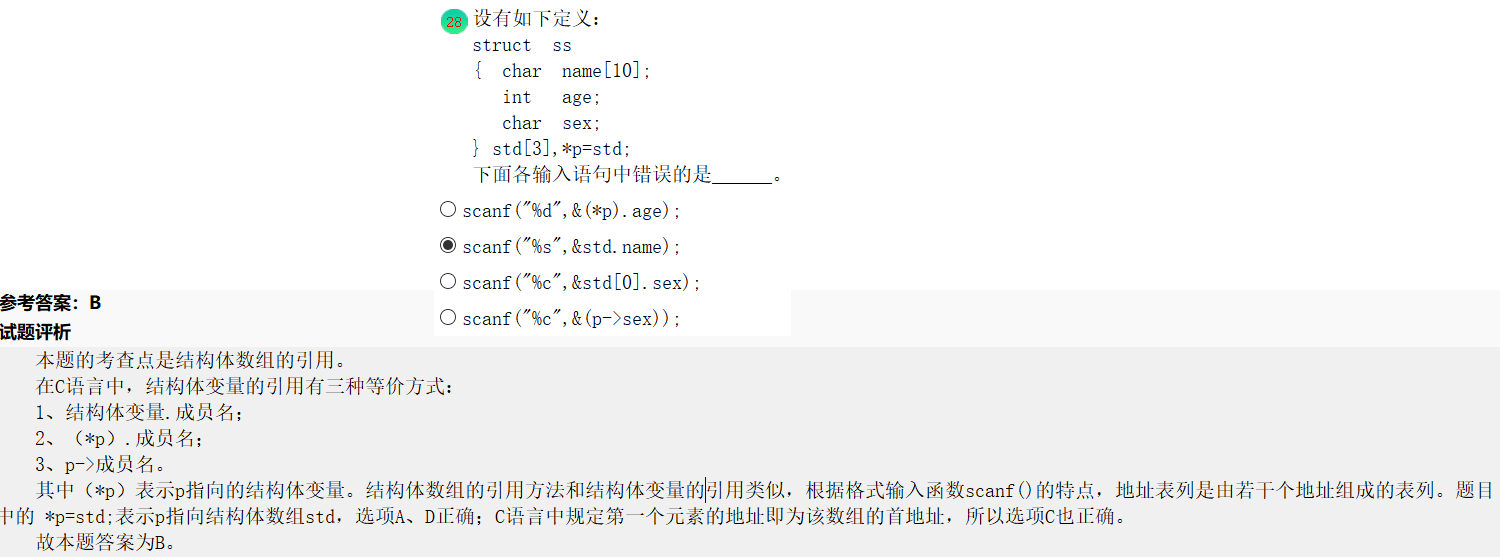 28 设有如下定义：
struct ss
{ char name[10];
int age;
char sex;
} std[3],*p=std;
下面各输入语句中错误的是______。
scanf("%d",&(*p).age);
scanf("%s",&std.name);
scanf("%c",&std[0].sex);
scanf("%c",&(p->sex));
参考答案：B
试题评析
本题的考查点是结构体数组的引用。
在C语言中，结构体变量的引用有三种等价方式：
1、结构体变量.成员名；
2、（*p）.成员名；
3、p->成员名。
其中（*p）表示p指向的结构体变量。结构体数组的引用方法和结构体变量的引用类似，根据格式输入函数scanf()的特点，地址表列是由若干个地址组成的表列。题目
中的 *p=std;表示p指向结构体数组std，选项A、D正确；C语言中规定第一个元素的地址即为该数组的首地址，所以选项C也正确。
故本题答案为B。